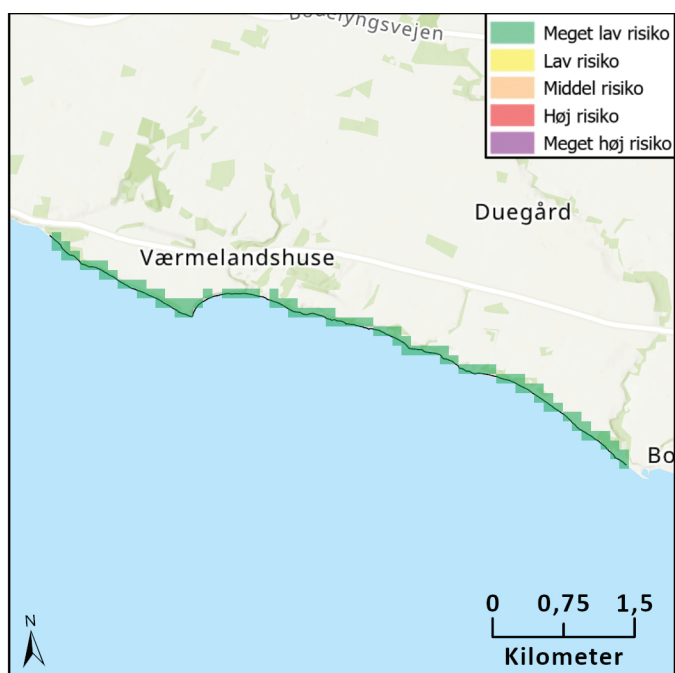 Meget lav risiko
Lav risiko
Middel risiko
Høj risiko
Meget høj risiko
Duegård
Værmelandshuse
Bo
N
0 0,75 1,5
Kilometer